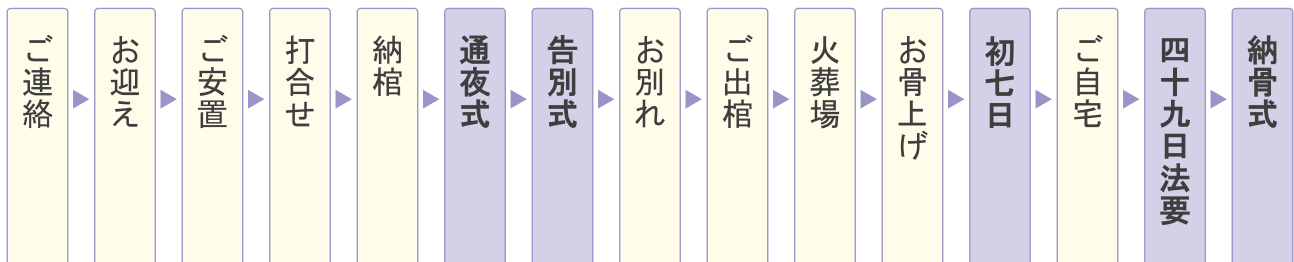 ご連絡
お迎え
ご安置
打合せ
納棺
通夜式
告別式
お別れ
ご出棺
火葬場
お骨上げ
初七日
ご自宅
四十九日法要
納骨式